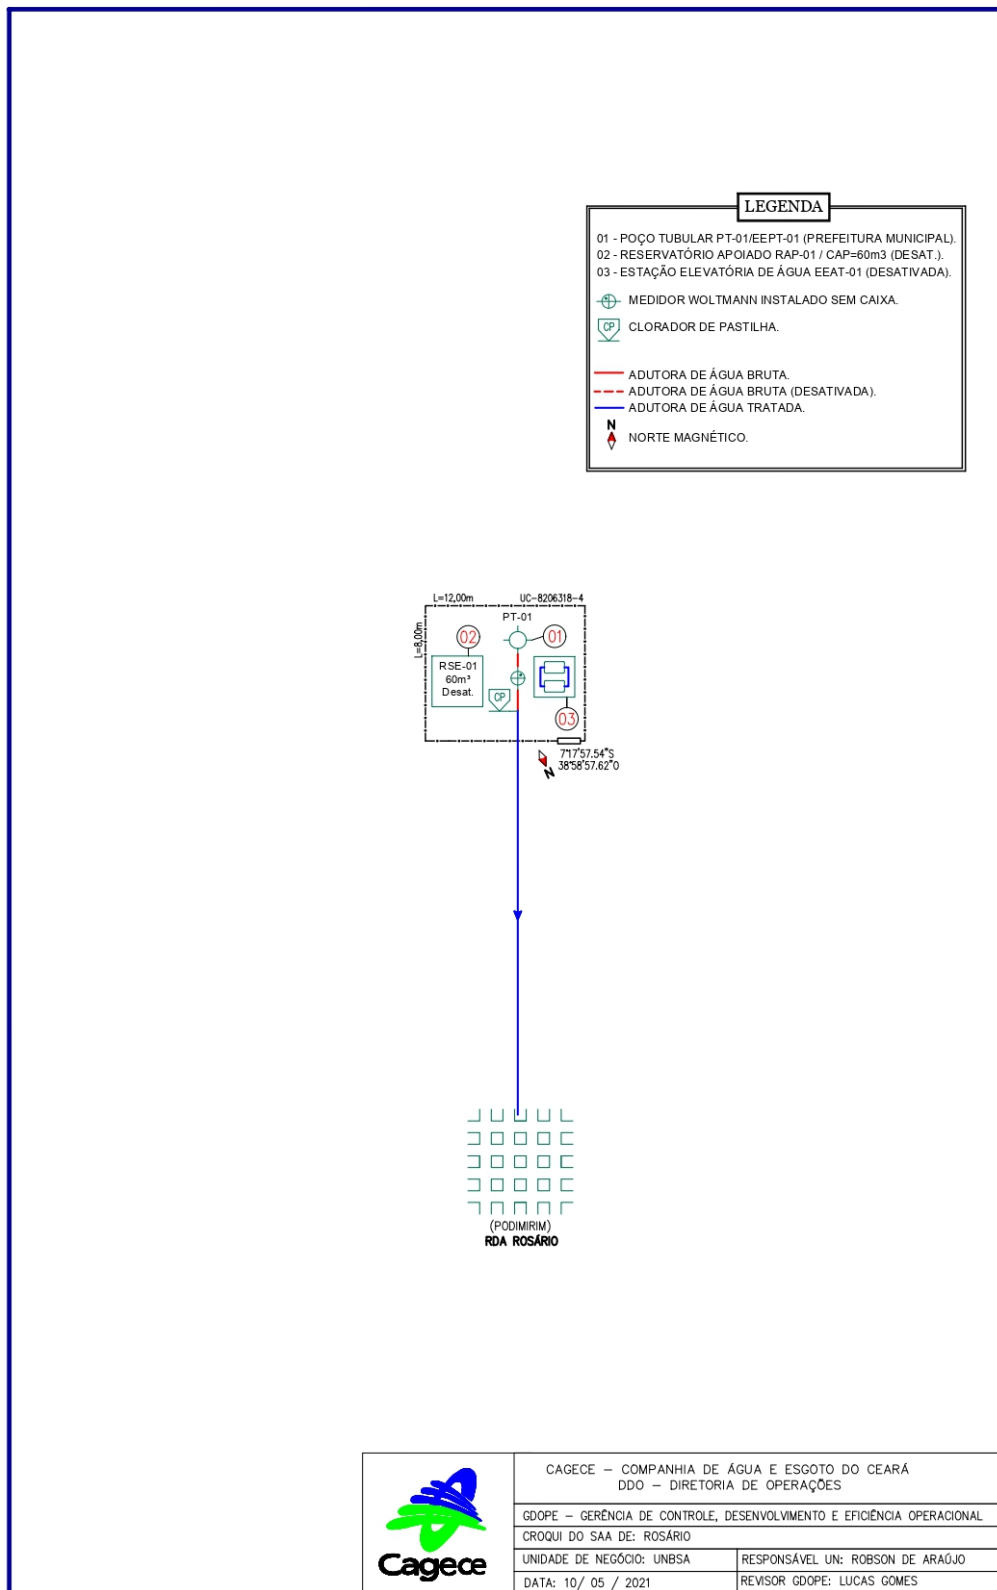 LEGENDA
01 - POÇO TUBULAR PT-01/EEPT-01 (PREFEITURA MUNICIPAL).
02 - RESERVATÓRIO APOIADO RAP-01 / CAP=60m3 (DESAT.).
03 - ESTAÇÃO ELEVATÓRIA DE ÁGUA EEAT-01 (DESATIVADA).
MEDIDOR WOLTMANN INSTALADO SEM CAIXA.
CP CLORADOR DE PASTILHA.
ADUTORA DE ÁGUA BRUTA.
ADUTORA DE ÁGUA BRUTA (DESATIVADA).
ADUTORA DE ÁGUA TRATADA.
N
NORTE MAGNÉTICO.
L=12,00m UC-8206318-4
L=8,00m
PT-01
02 01
RSE-01
60m³
Desat.
CP
03
7°17'57.54"S
38°58'57.62"O
N
(PODIMIRIM)
RDA ROSÁRIO
Cagece
CAGECE – COMPANHIA DE ÁGUA E ESGOTO DO CEARÁ
DDO – DIRETORIA DE OPERAÇÕES
GDOPE – GERÊNCIA DE CONTROLE, DESENVOLVIMENTO E EFICIÊNCIA OPERACIONAL
CROQUI DO SAA DE: ROSÁRIO
UNIDADE DE NEGÓCIO: UNBSA RESPONSÁVEL UN: ROBSON DE ARAÚJO
DATA: 10/ 05 / 2021 REVISOR GDOPE: LUCAS GOMES